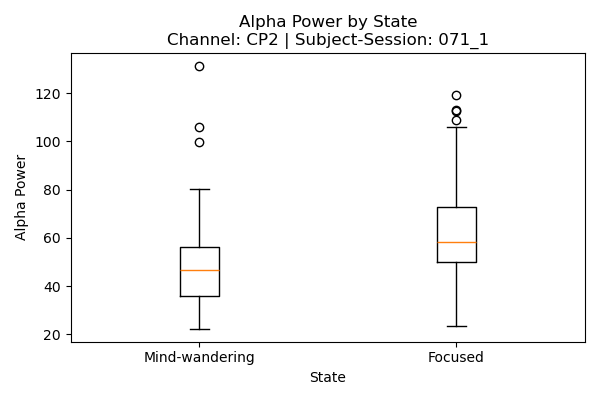 Alpha Power by State
Channel: CP2 | Subject-Session: 071_1
Alpha Power
120
100
80
60
40
20
Mind-wandering
Focused
State